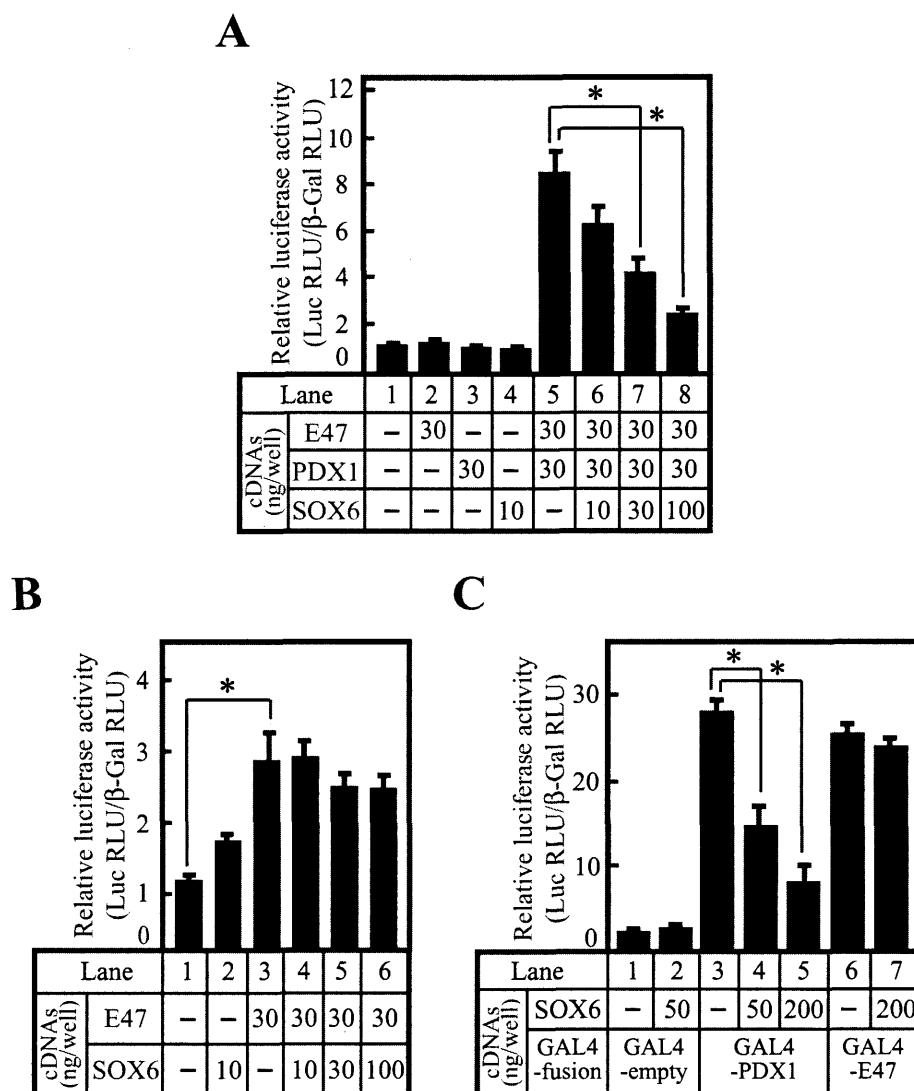 A
Relative luciferase activity
(Luc RLU/β-Gal RLU)
12
10
8
6
4
2
0
*
*
Lane 1 2 3 4 5 6 7 8
cDNAs
(ng/well)
E47 – 30 – – 30 30 30 30
PDX1 – – 30 – 30 30 30 30
SOX6 – – – 10 – 10 30 100
B
Relative luciferase activity
(Luc RLU/β-Gal RLU)
4
3
2
1
0
*
Lane 1 2 3 4 5 6
cDNAs
(ng/well)
E47 – – 30 30 30 30
SOX6 – 10 – 10 30 100
C
Relative luciferase activity
(Luc RLU/β-Gal RLU)
30
20
10
0
*
*
Lane 1 2 3 4 5 6 7
cDNAs
(ng/well)
SOX6 – 50 – 50 200 – 200
GAL4 GAL4 GAL4 GAL4
-fusion -empty -PDX1 -E47